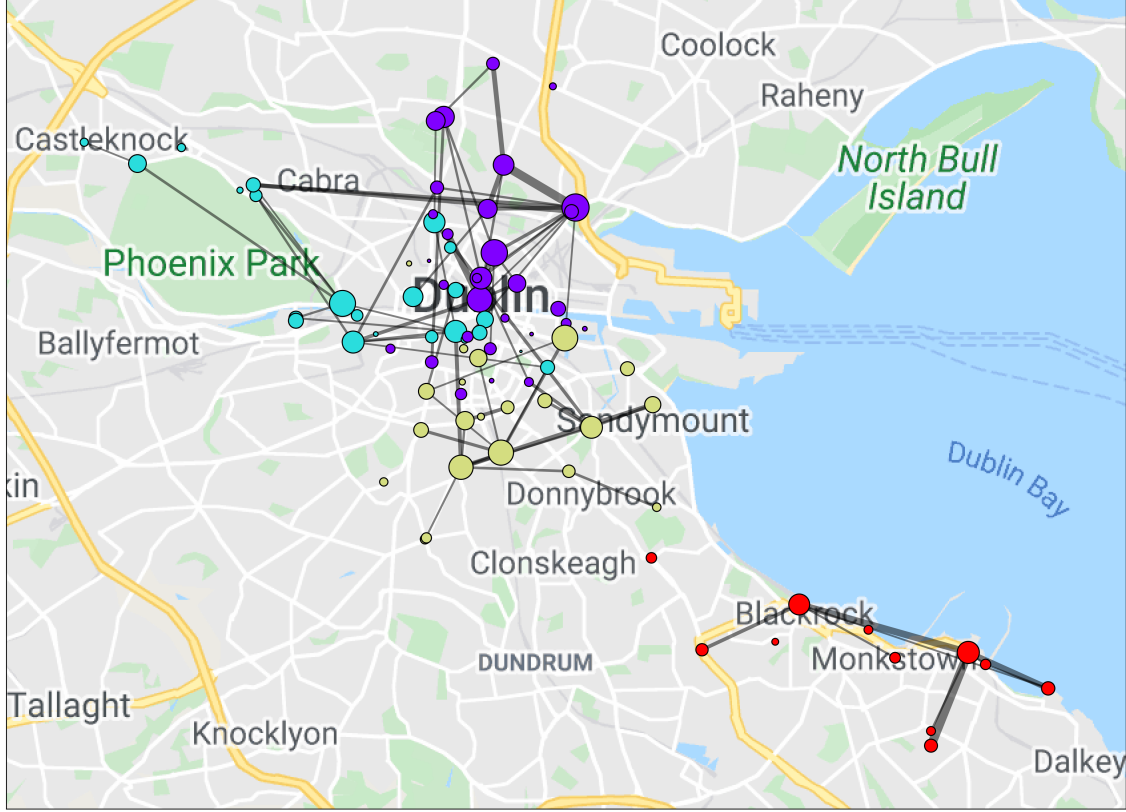 Coolock
Raheny
Castleknock
North Bull
Island
Cabra
Phoenix Park
Dublin
Ballyfermot
Sandymount
Dublin Bay
kin
Donnybrook
Clonskeagh
Blackrock
DUNDRUM
Monkstown
Tallaght
Knocklyon
Dalkey